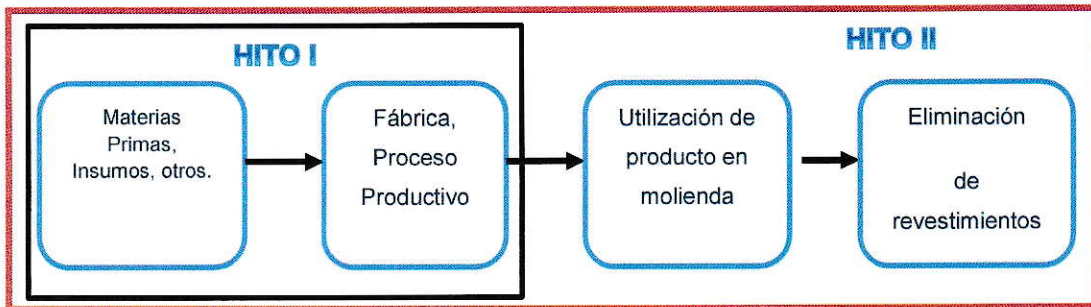 HITO I
HITO II
Materias
Primas,
Insumos, otros.
Fábrica,
Proceso
Productivo
Utilización de
producto en
molienda
Eliminación
de
revestimientos